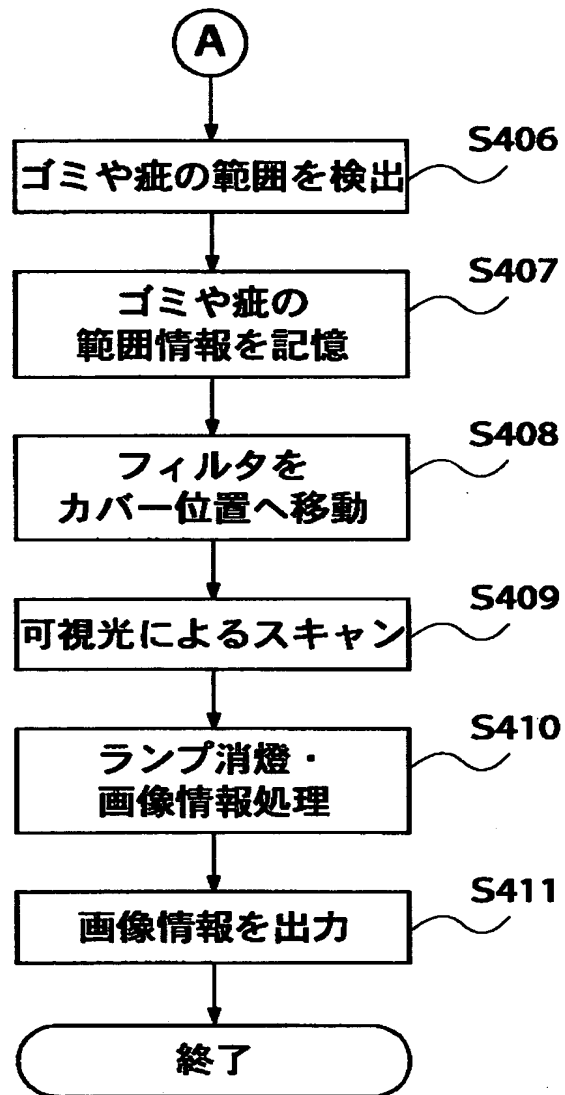 A
S406
ゴミや疵の範囲を検出
S407
ゴミや疵の
範囲情報を記憶
S408
フィルタを
カバー位置へ移動
S409
可視光によるスキャン
S410
ランプ消燈・
画像情報処理
S411
画像情報を出力
終了